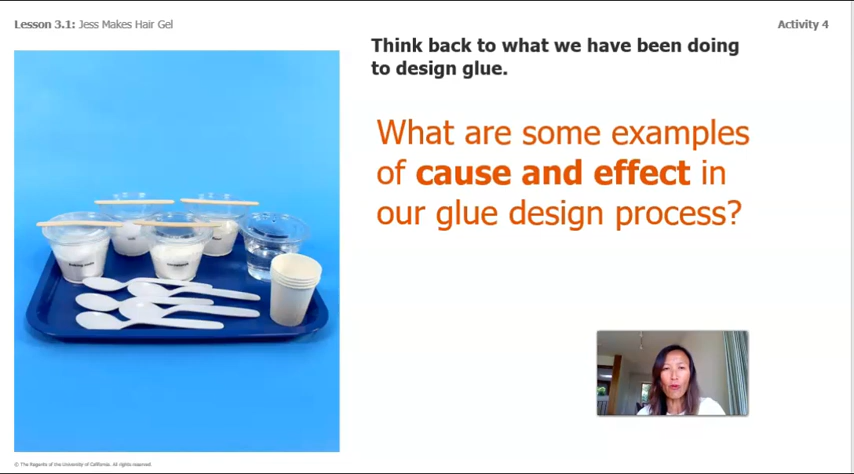 Lesson 3.1: Jess Makes Hair Gel
Activity 4
Think back to what we have been doing
to design glue.
What are some examples
of cause and effect in
our glue design process?
© The Regents of the University of California. All rights reserved.